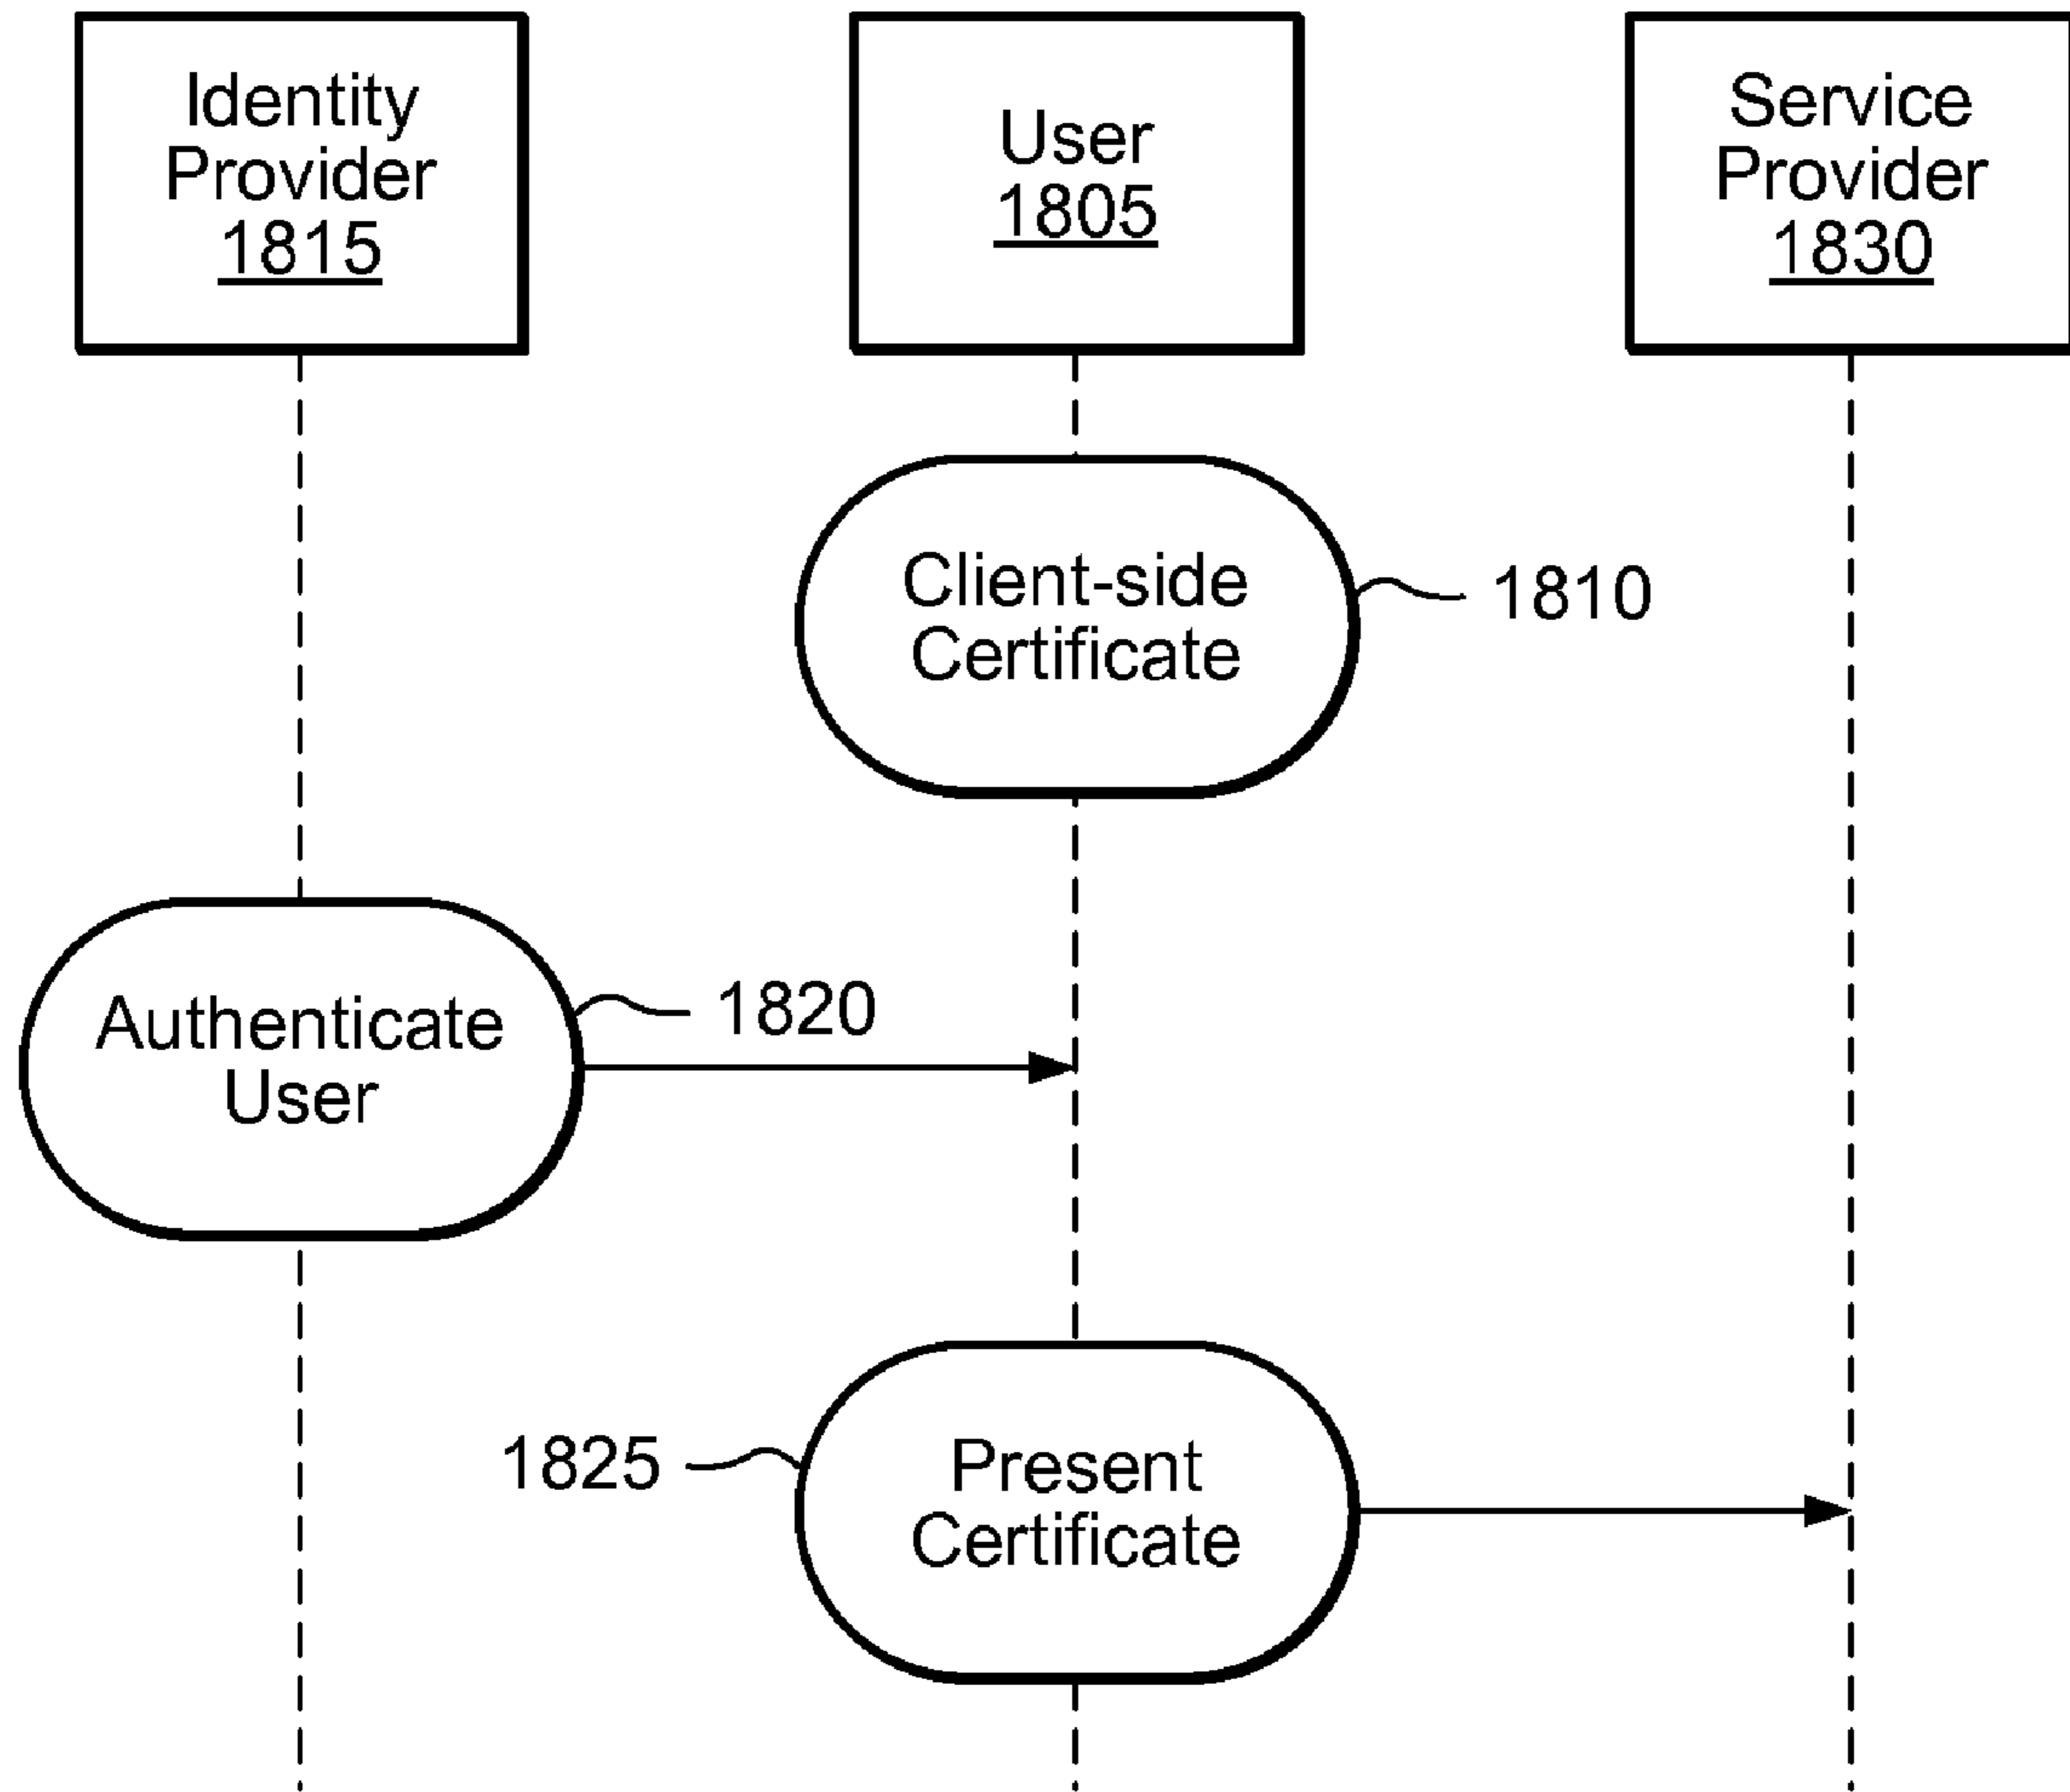 Identity
Provider
1815
User
1805
Service
Provider
1830
Client-side
Certificate
1810
Authenticate
User
1820
1825
Present
Certificate